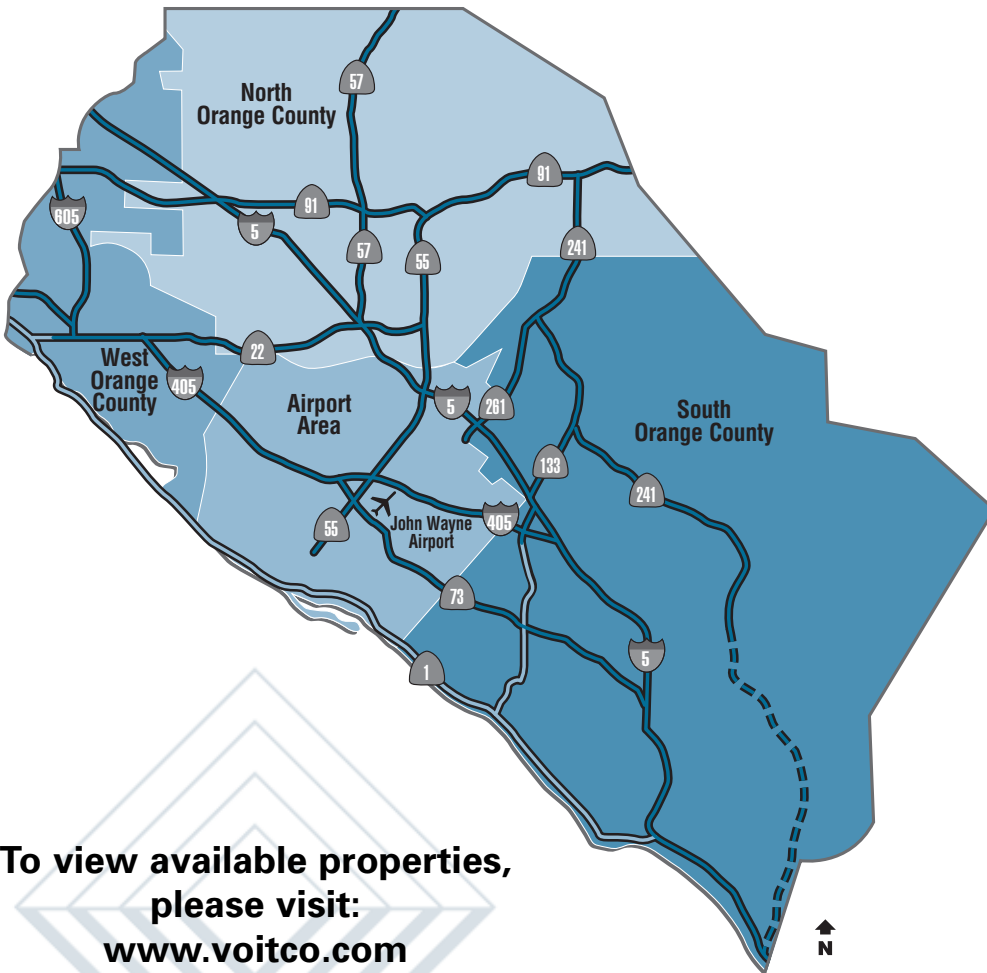 57
North
Orange County
91
91
605
5
57
55
241
22
West
Orange
County
405
Airport
Area
5
261
South
Orange County
133
241
55
John Wayne
Airport
405
73
5
1
To view available properties,
please visit:
www.voitco.com
N